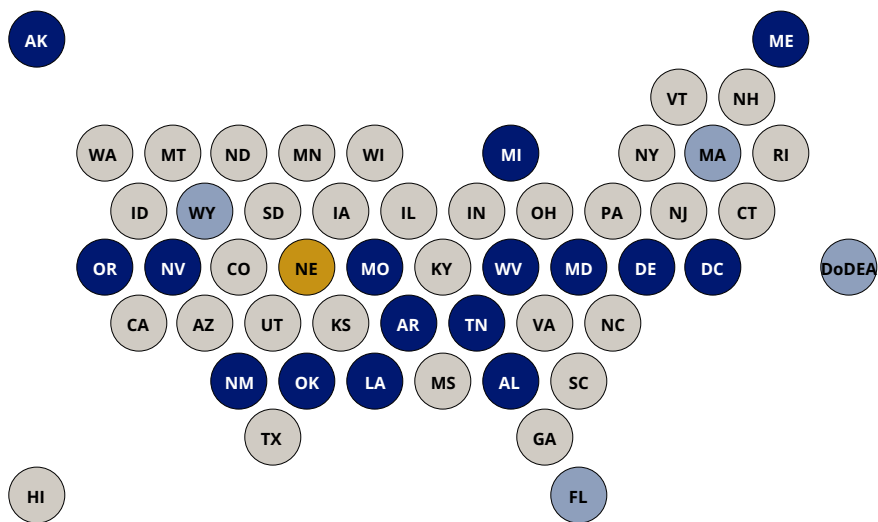 AK ME
VT NH
WA MT ND MN WI MI NY MA RI
ID WY SD IA IL IN OH PA NJ CT
OR NV CO NE MO KY WV MD DE DC DoDEA
CA AZ UT KS AR TN VA NC
NM OK LA MS AL SC
TX GA
HI FL